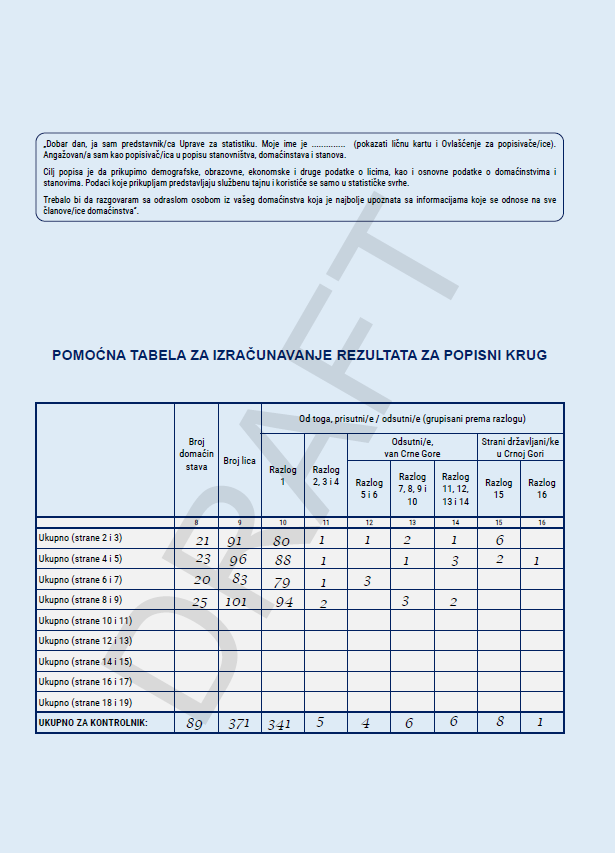 „Dobar dan, ja sam predstavnik/ca Uprave za statistiku. Moje ime je .............. (pokazati ličnu kartu i Ovlašćenje za popisivače/ice).
Angažovan/a sam kao popisivač/ica u popisu stanovništva, domaćinstava i stanova.
Cilj popisa je da prikupimo demografske, obrazovne, ekonomske i druge podatke o licima, kao i osnovne podatke o domaćinstvima i
stanovima. Podaci koje prikupljam predstavljaju službenu tajnu i koristiće se samo u statističke svrhe.
Trebalo bi da razgovaram sa odraslom osobom iz vašeg domaćinstva koja je najbolje upoznata sa informacijama koje se odnose na sve
članove/ice domaćinstva“.
DRAFT
POMOĆNA TABELA ZA IZRAČUNAVANJE REZULTATA ZA POPISNI KRUG
Broj
domaćin
stava
Broj lica
Od toga, prisutni/e / odsutni/e (grupisani prema razlogu)
Razlog
1
Razlog
2, 3 i 4
Odsutni/e,
van Crne Gore
Strani državljani/ke
u Crnoj Gori
Razlog
5 i 6
Razlog
7, 8, 9 i
10
Razlog
11, 12,
13 i 14
Razlog
15
Razlog
16
8 9 10 11 12 13 14 15 16
Ukupno (strane 2 i 3) 21 91 80 1 1 2 1 6
Ukupno (strane 4 i 5) 23 96 88 1 1 3 2 1
Ukupno (strane 6 i 7) 20 83 79 1 3
Ukupno (strane 8 i 9) 25 101 94 2 3 2
Ukupno (strane 10 i 11)
Ukupno (strane 12 i 13)
Ukupno (strane 14 i 15)
Ukupno (strane 16 i 17)
Ukupno (strane 18 i 19)
UKUPNO ZA KONTROLNIK: 89 371 341 5 4 6 6 8 1